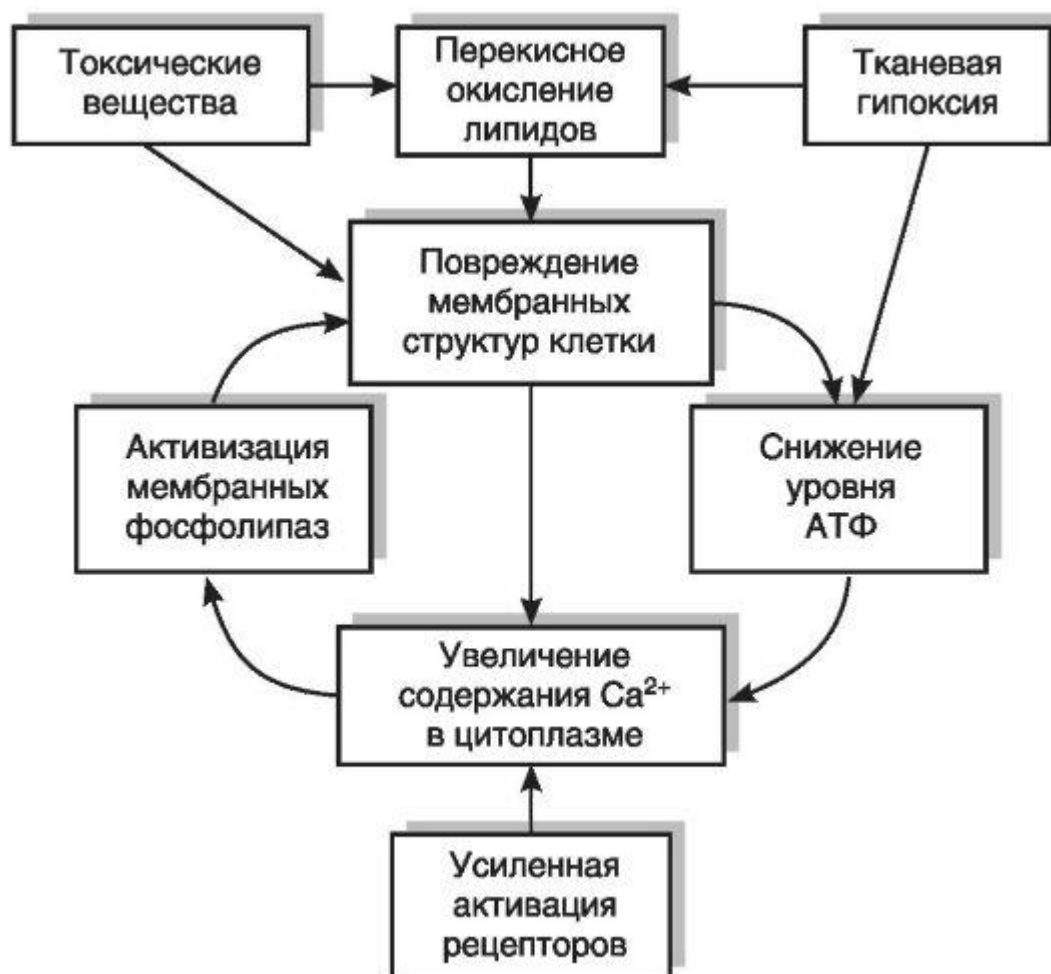 Токсические
вещества
Перекисное
окисление
липидов
Тканевая
гипоксия
Повреждение
мембранных
структур клетки
Активизация
мембранных
фосфолипаз
Снижение
уровня
АТФ
Увеличение
содержания Ca²⁺
в цитоплазме
Усиленная
активация
рецепторов